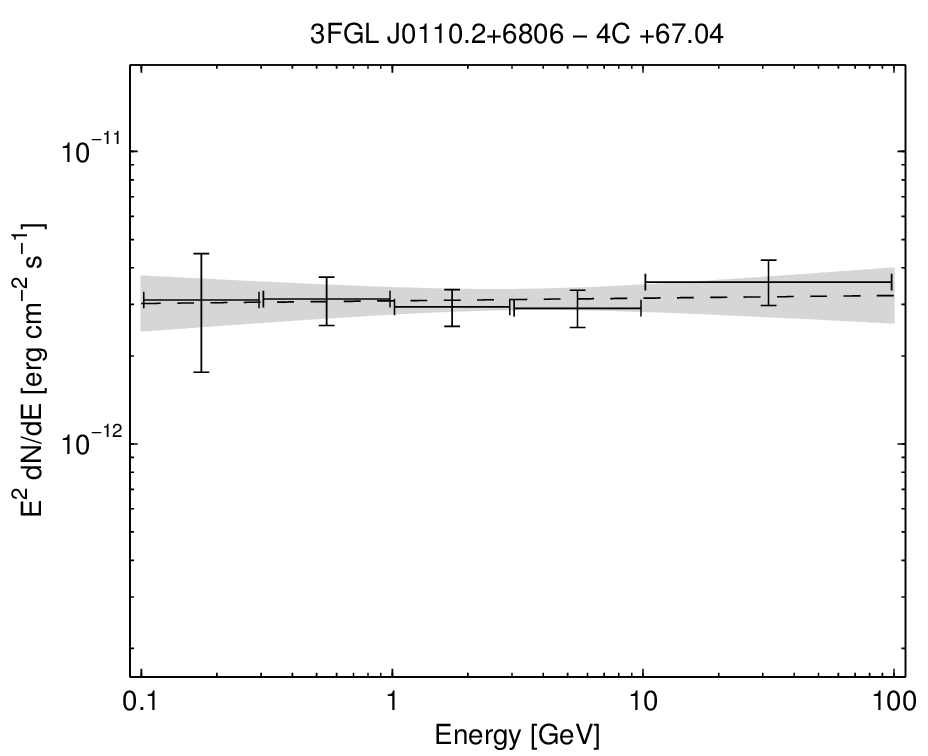 3FGL J0110.2+6806 − 4C +67.04
10⁻¹¹
10⁻¹²
E² dN/dE [erg cm⁻² s⁻¹]
0.1 1 10 100
Energy [GeV]